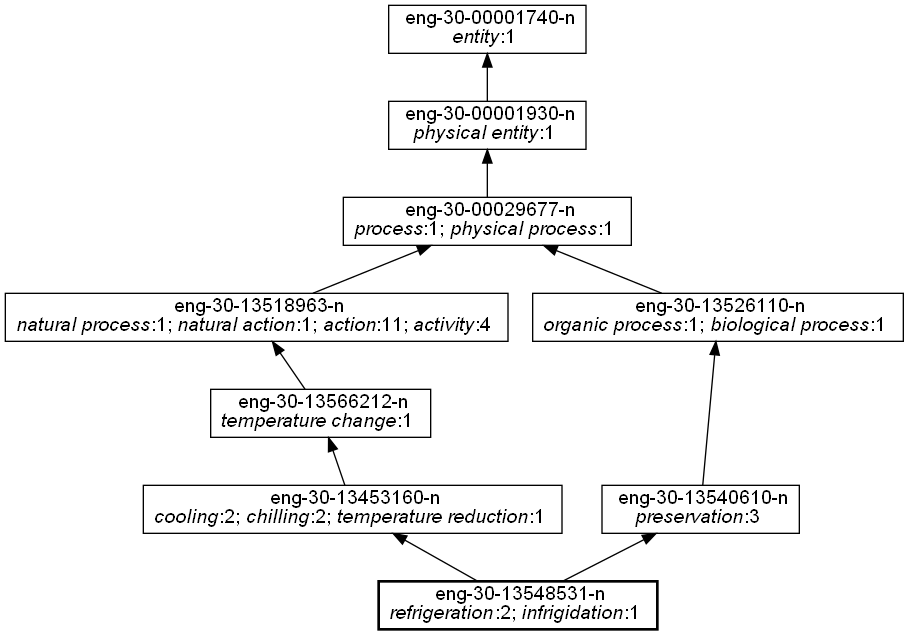 eng-30-00001740-n
entity:1
eng-30-00001930-n
physical entity:1
eng-30-00029677-n
process:1; physical process:1
eng-30-13518963-n
natural process:1; natural action:1; action:11; activity:4
eng-30-13526110-n
organic process:1; biological process:1
eng-30-13566212-n
temperature change:1
eng-30-13453160-n
cooling:2; chilling:2; temperature reduction:1
eng-30-13540610-n
preservation:3
eng-30-13548531-n
refrigeration:2; infrigidation:1